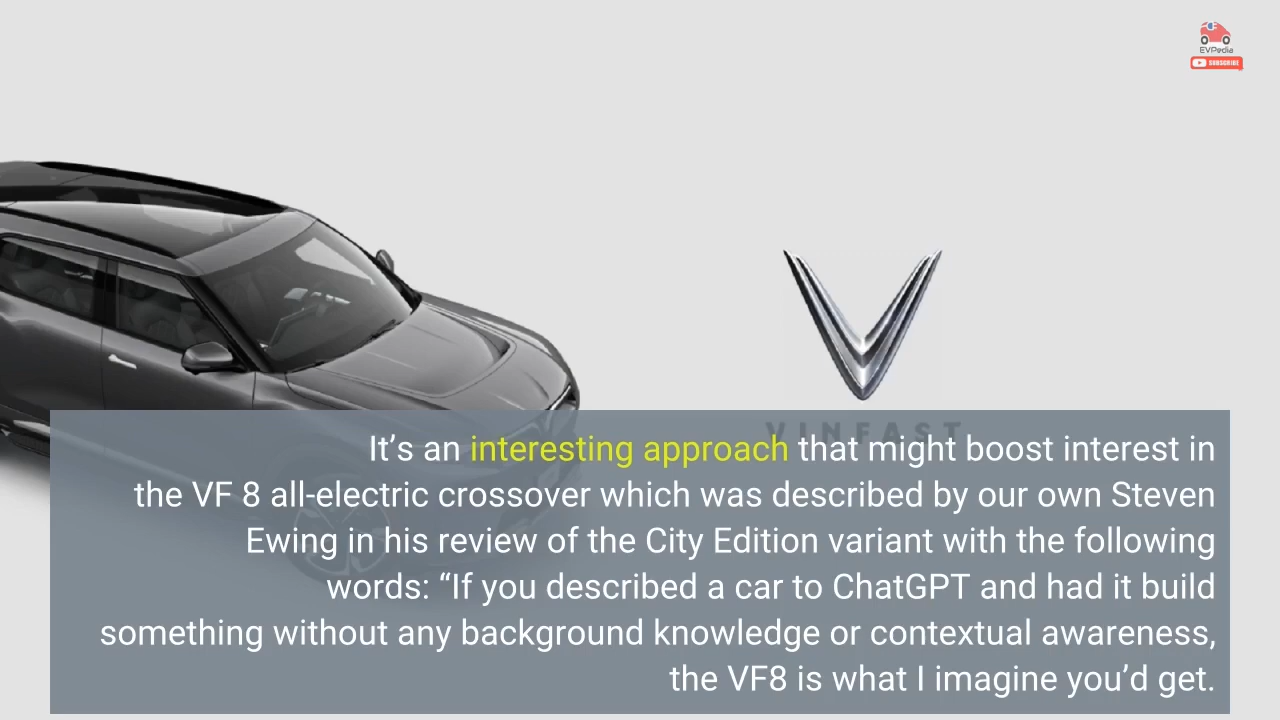 EVPedia
SUBSCRIBE
VINFAST
It’s an interesting approach that might boost interest in
the VF 8 all-electric crossover which was described by our own Steven
Ewing in his review of the City Edition variant with the following
words: “If you described a car to ChatGPT and had it build
something without any background knowledge or contextual awareness,
the VF8 is what I imagine you’d get.